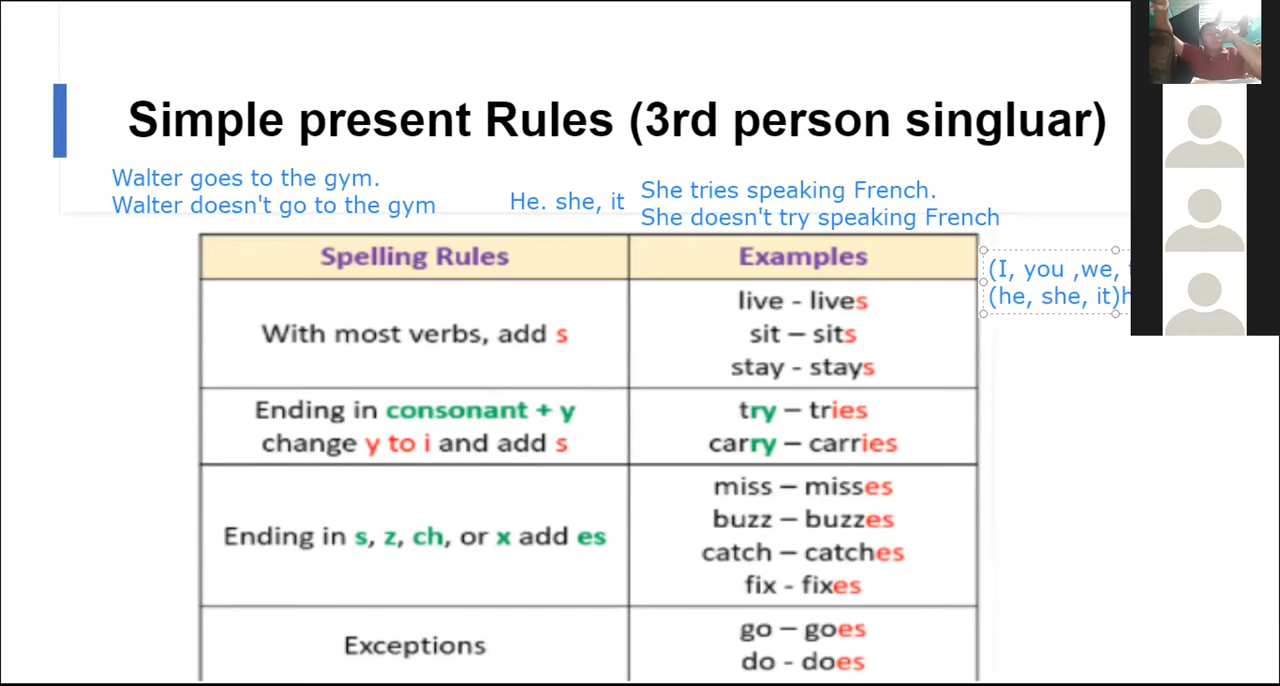 Simple present Rules (3rd person singluar)
Walter goes to the gym.
Walter doesn't go to the gym
He. she, it
She tries speaking French.
She doesn't try speaking French
Spelling Rules
Examples
(I, you ,we,
(he, she, it)h
With most verbs, add s
live - lives
sit – sits
stay - stays
Ending in consonant + y
change y to i and add s
try – tries
carry – carries
Ending in s, z, ch, or x add es
miss – misses
buzz – buzzes
catch – catches
fix - fixes
Exceptions
go – goes
do - does